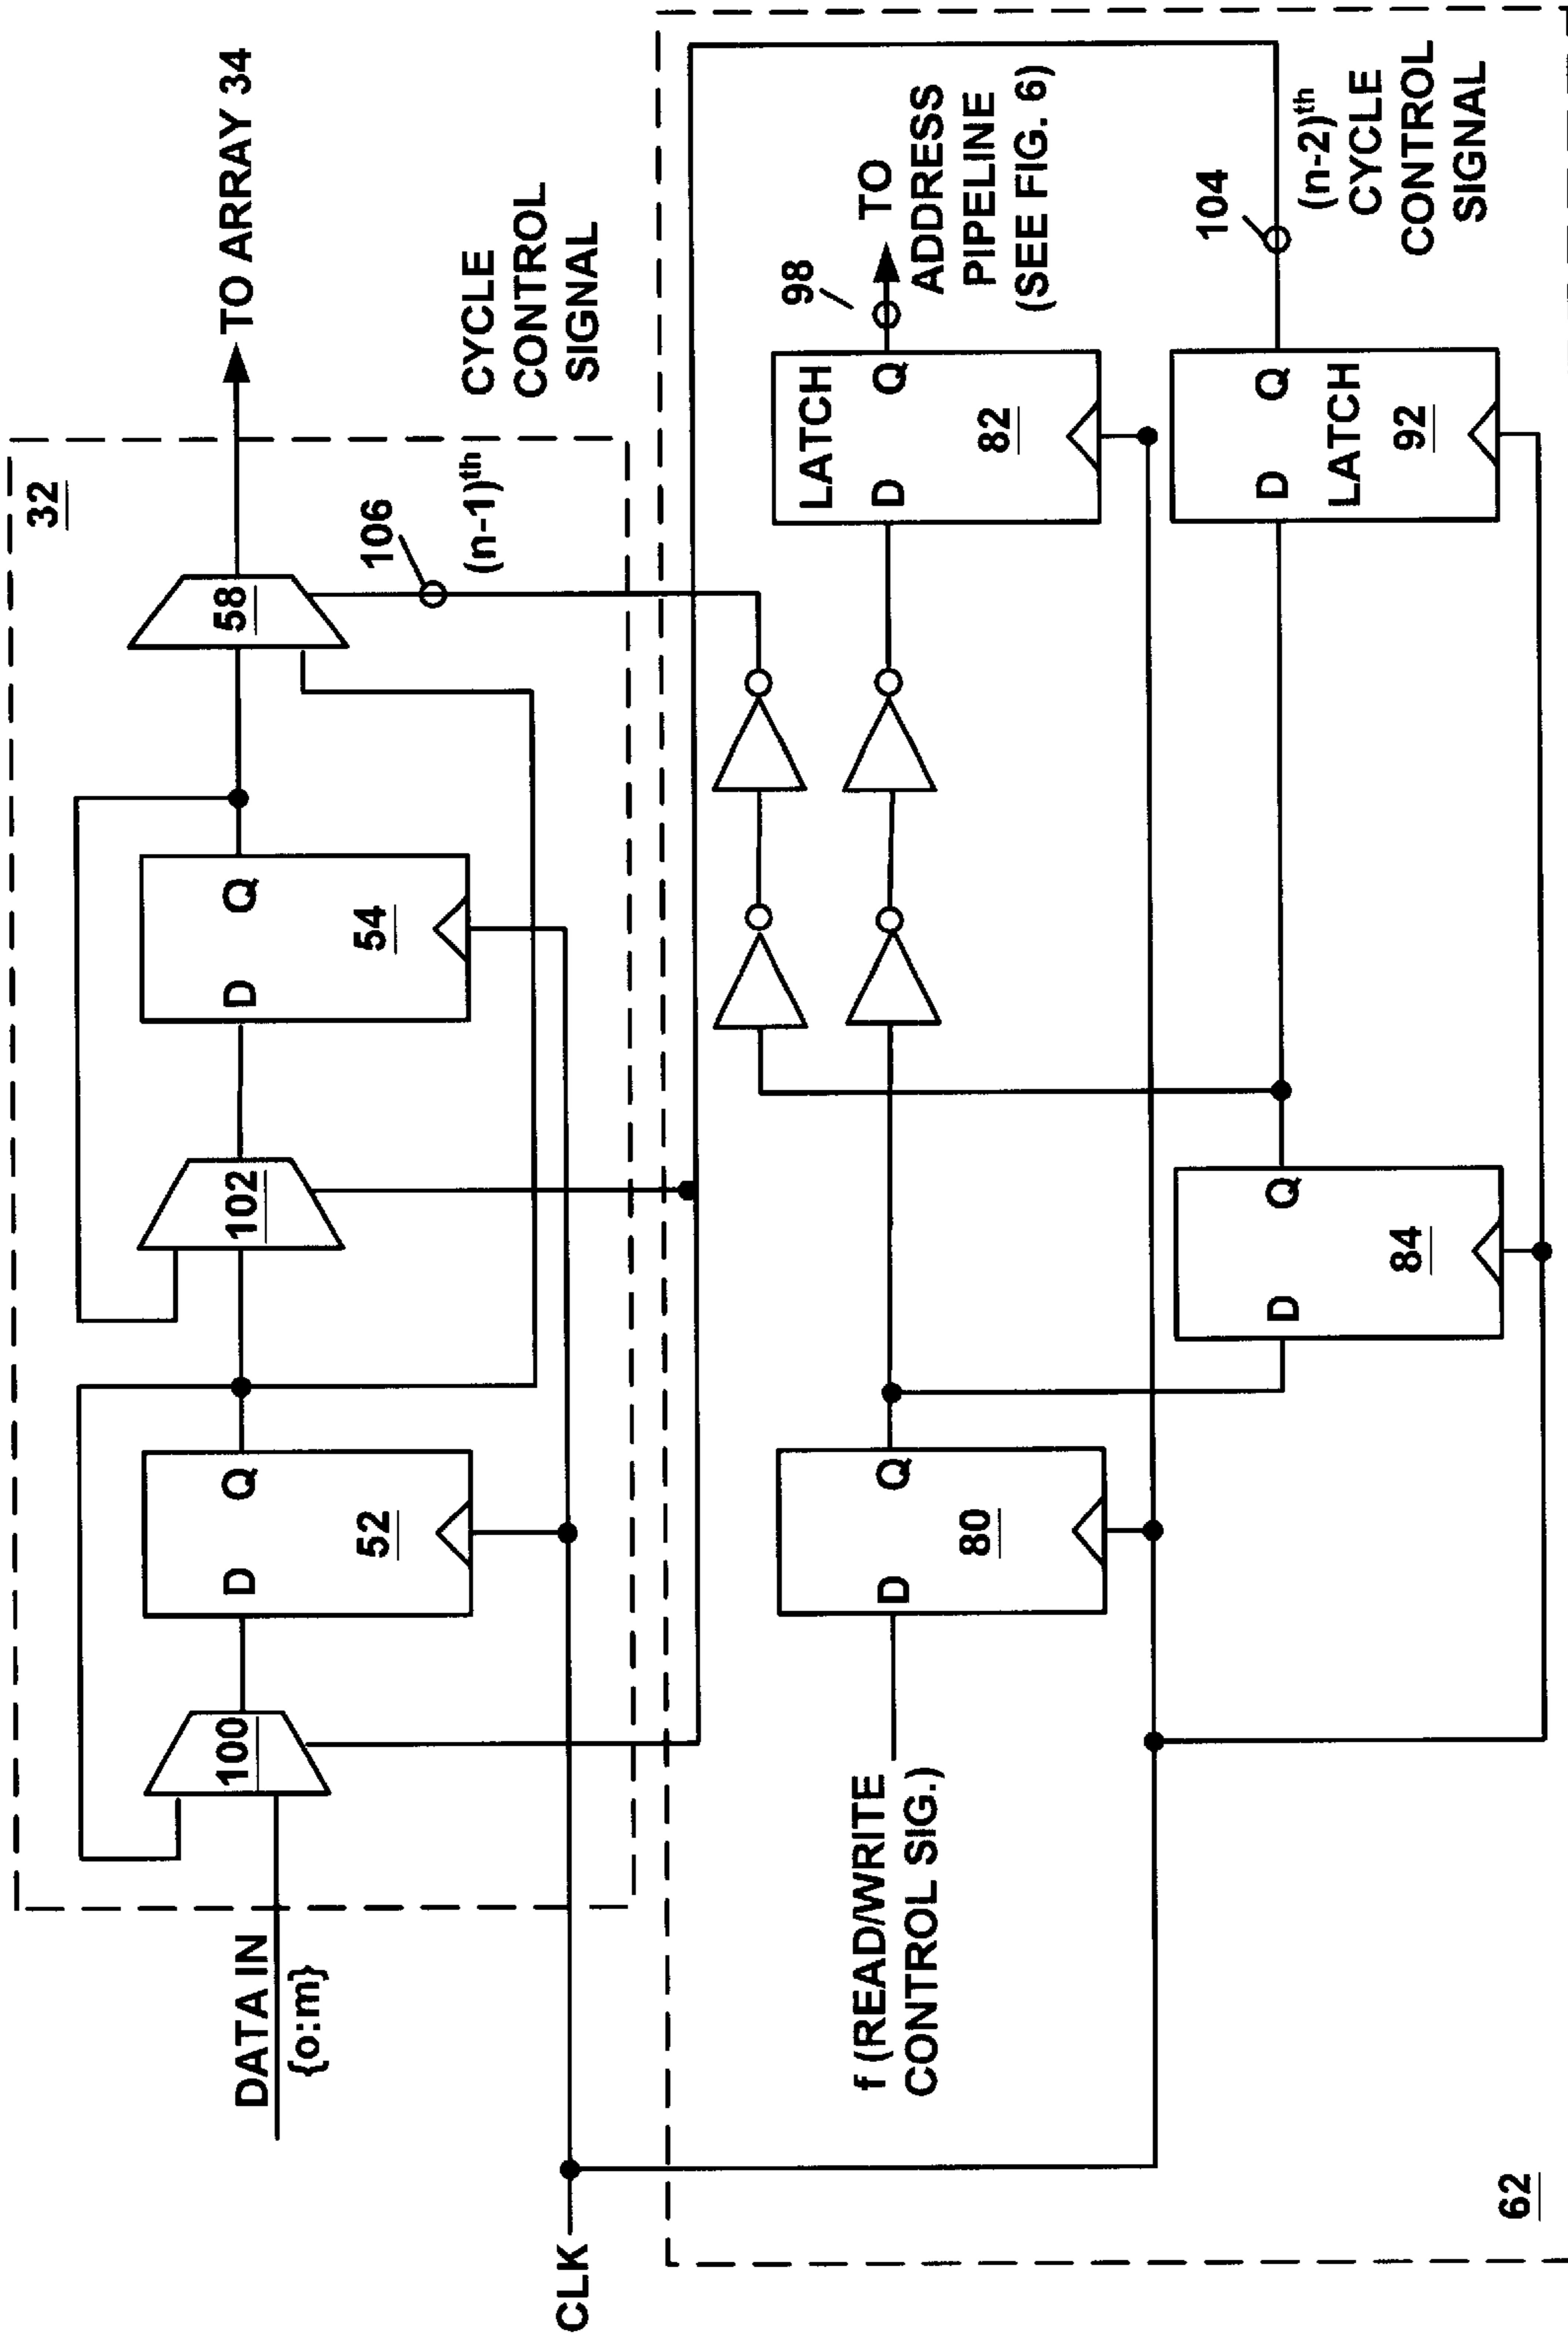 32
TO ARRAY 34
DATA IN
{o:m}
100
D
Q
52
102
D
Q
54
58
106
(n-1)th
CYCLE
CONTROL
SIGNAL
CLK
f (READ/WRITE
CONTROL SIG.)
D
Q
80
LATCH
D
Q
82
98
TO
ADDRESS
PIPELINE
(SEE FIG. 6)
D
Q
84
D
Q
LATCH
92
104
(n-2)th
CYCLE
CONTROL
SIGNAL
62